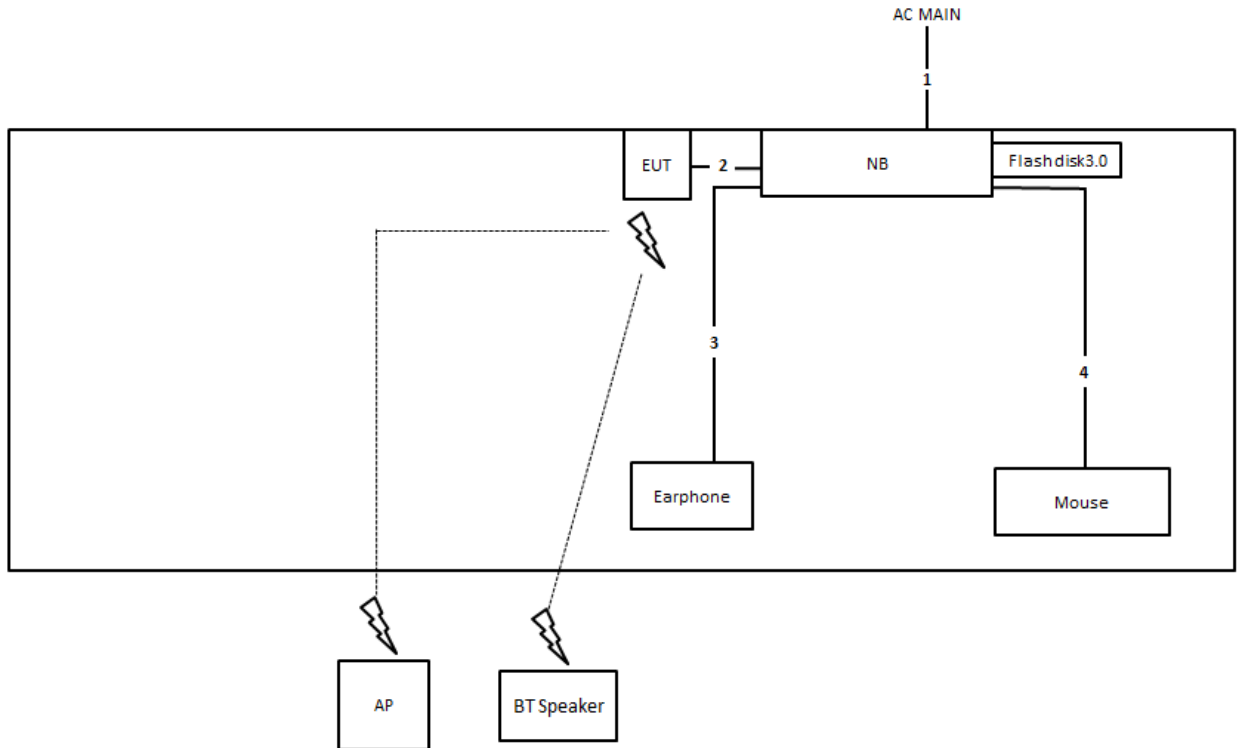 AC MAIN
1
EUT
2
NB
Flashdisk3.0
3
4
Earphone
Mouse
AP
BT Speaker